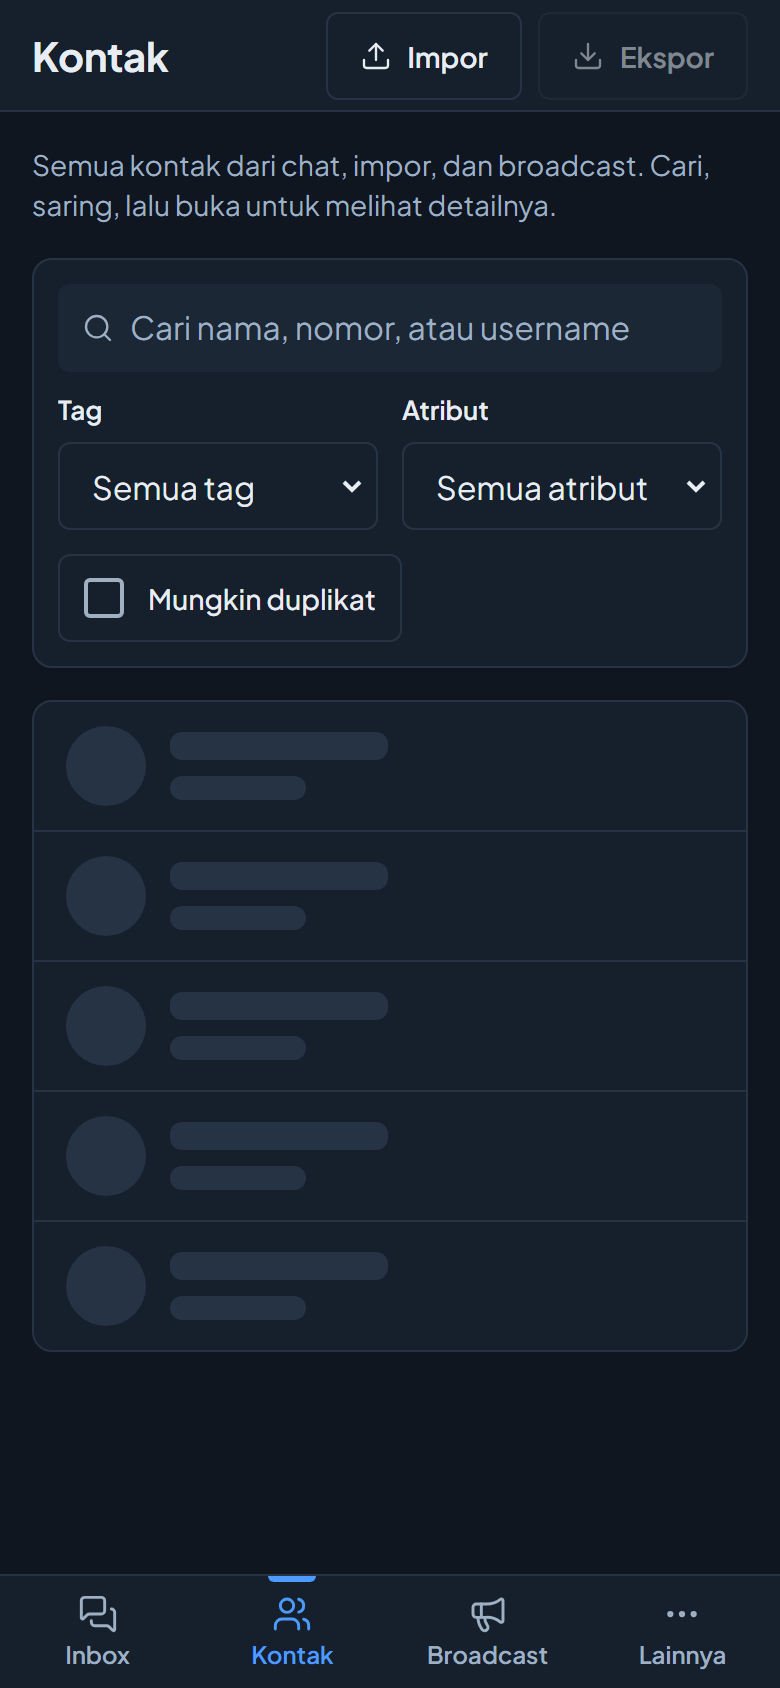 Kontak
Impor
Ekspor
Semua kontak dari chat, impor, dan broadcast. Cari,
saring, lalu buka untuk melihat detailnya.
Cari nama, nomor, atau username
Tag
Atribut
Semua tag
Semua atribut
Mungkin duplikat
Inbox
Kontak
Broadcast
Lainnya